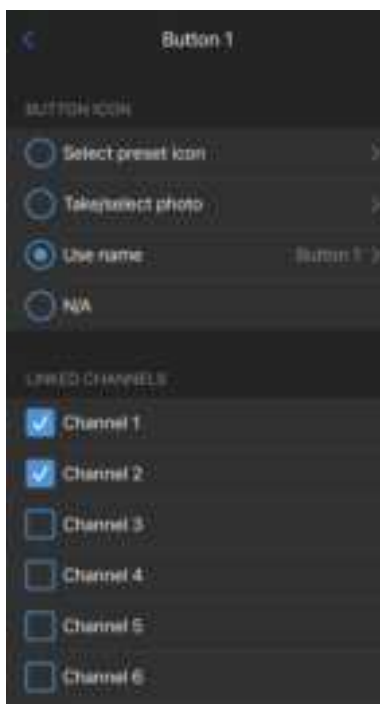 Button 1
BUTTON ICON
Select preset icon
Take/select photo
Use name Button 1
N/A
LINKED CHANNELS
Channel 1
Channel 2
Channel 3
Channel 4
Channel 5
Channel 6